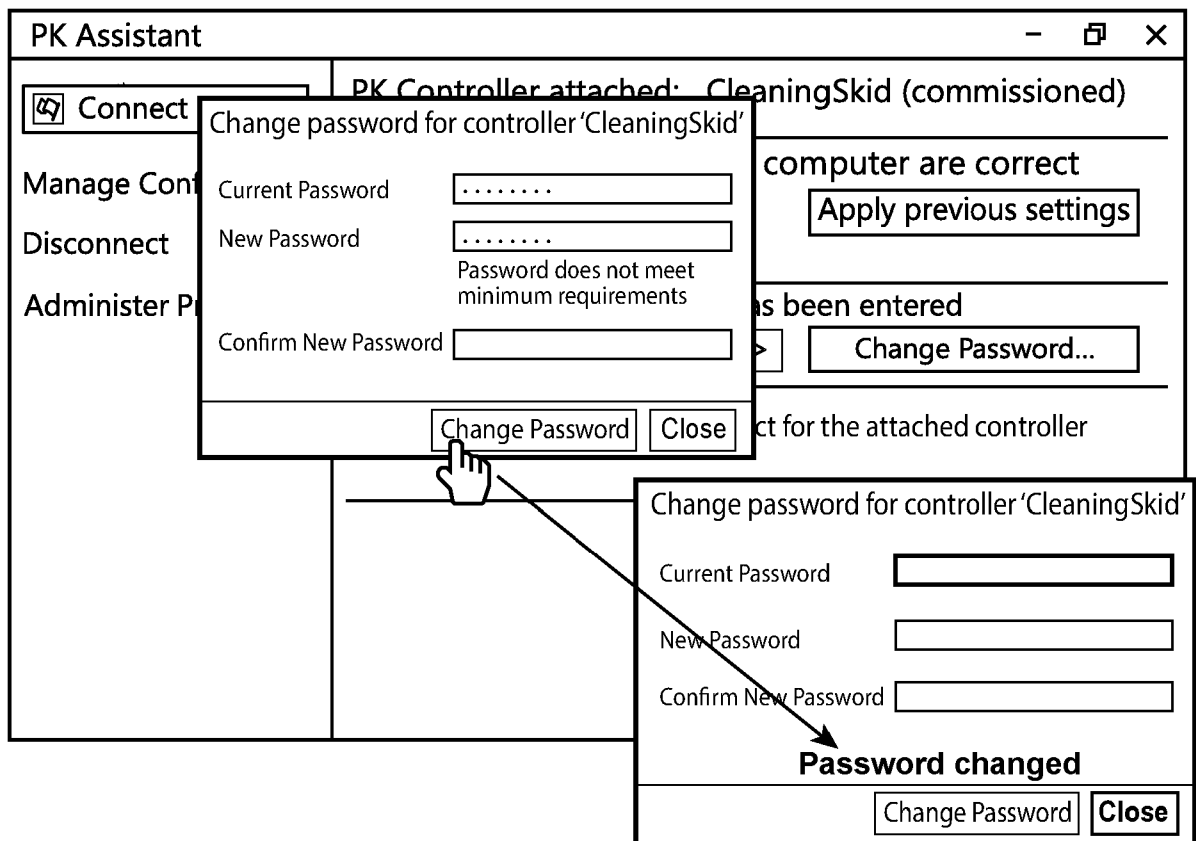 PK Assistant
Connect
PK Controller attached: CleaningSkid (commissioned)
Change password for controller 'CleaningSkid'
computer are correct
Manage
Current Password
........
Apply previous settings
New Password
........
Disconnect
Password does not meet
minimum requirements
Administer
been entered
Confirm New Password
>
Change Password...
Change Password
Close
for the attached controller
Change password for controller 'CleaningSkid'
Current Password
New Password
Confirm New Password
Password changed
Change Password
Close